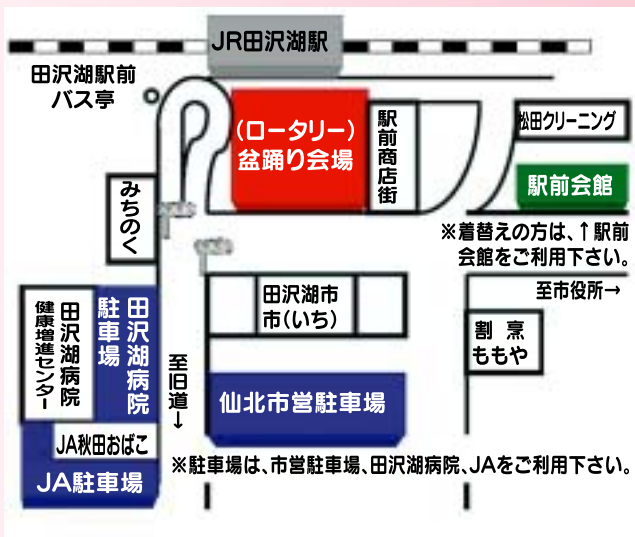 JR田沢湖駅
田沢湖駅前
バス亭
(ロータリー)
盆踊り会場
駅前商店街
松田クリーニング
駅前会館
※着替えの方は、↑駅前
会館をご利用下さい。
みちのく
田沢湖市
市(いち)
至市役所→
割烹
ももや
田沢湖病院
健康増進センター
田沢湖病院
駐車場
至旧道↓
仙北市営駐車場
JA秋田おばこ
JA駐車場
※駐車場は、市営駐車場、田沢湖病院、JAをご利用下さい。